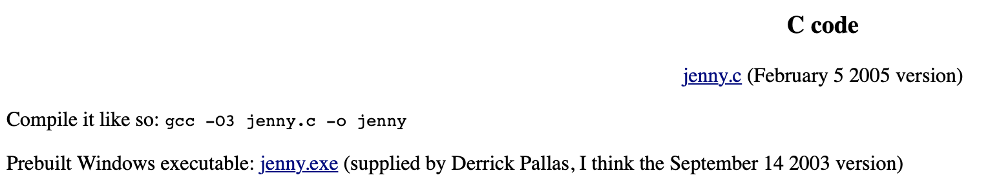 C code
jenny.c (February 5 2005 version)
Compile it like so: gcc -O3 jenny.c -o jenny
Prebuilt Windows executable: jenny.exe (supplied by Derrick Pallas, I think the September 14 2003 version)